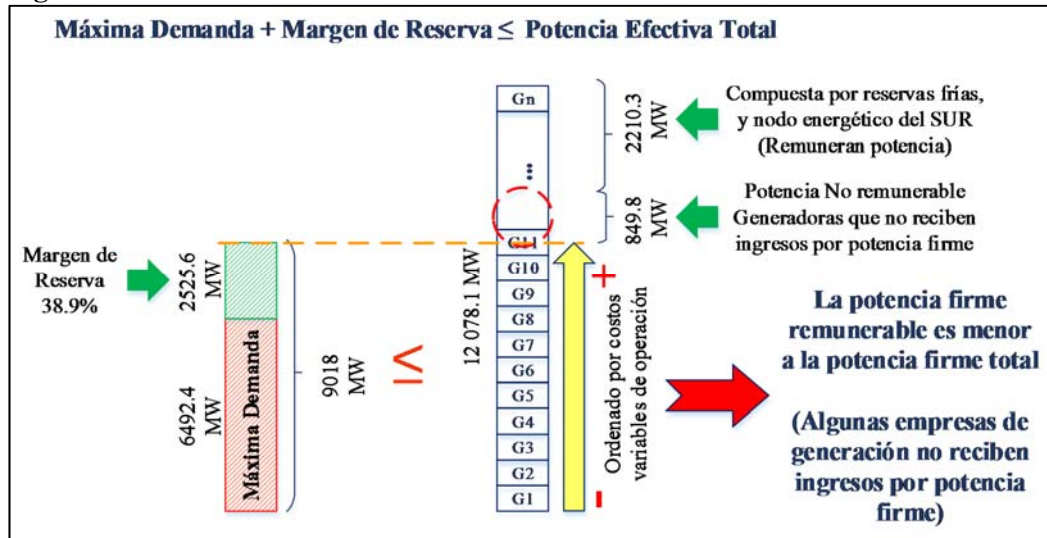 Máxima Demanda + Margen de Reserva ≤ Potencia Efectiva Total
Margen de
Reserva
38.9%
2525.6
MW
6492.4
MW
Máxima Demanda
9018
MW
≤
12 078.1 MW
Gn
...
G11
G10
G9
G8
G7
G6
G5
G4
G3
G2
G1
+
-
Ordenado por costos
variables de operación
2210.3
MW
849.8
MW
Compuesta por reservas frías,
y nodo energético del SUR
(Remuneran potencia)
Potencia No remunerable
Generadoras que no reciben
ingresos por potencia firme
La potencia firme
remunerable es menor
a la potencia firme total
(Algunas empresas de
generación no reciben
ingresos por potencia
firme)